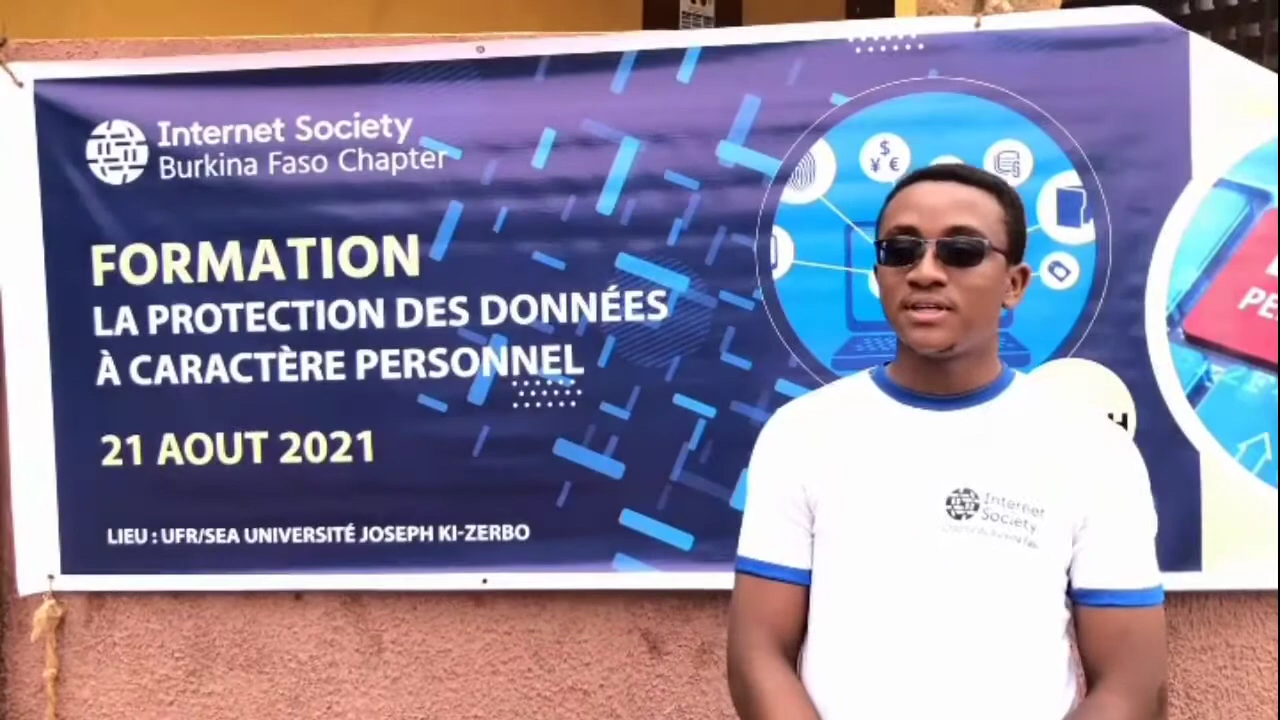 Internet Society
Burkina Faso Chapter
FORMATION
LA PROTECTION DES DONNÉES
À CARACTÈRE PERSONNEL
21 AOUT 2021
LIEU : UFR/SEA UNIVERSITÉ JOSEPH KI-ZERBO
$
¥ €
Internet
Society